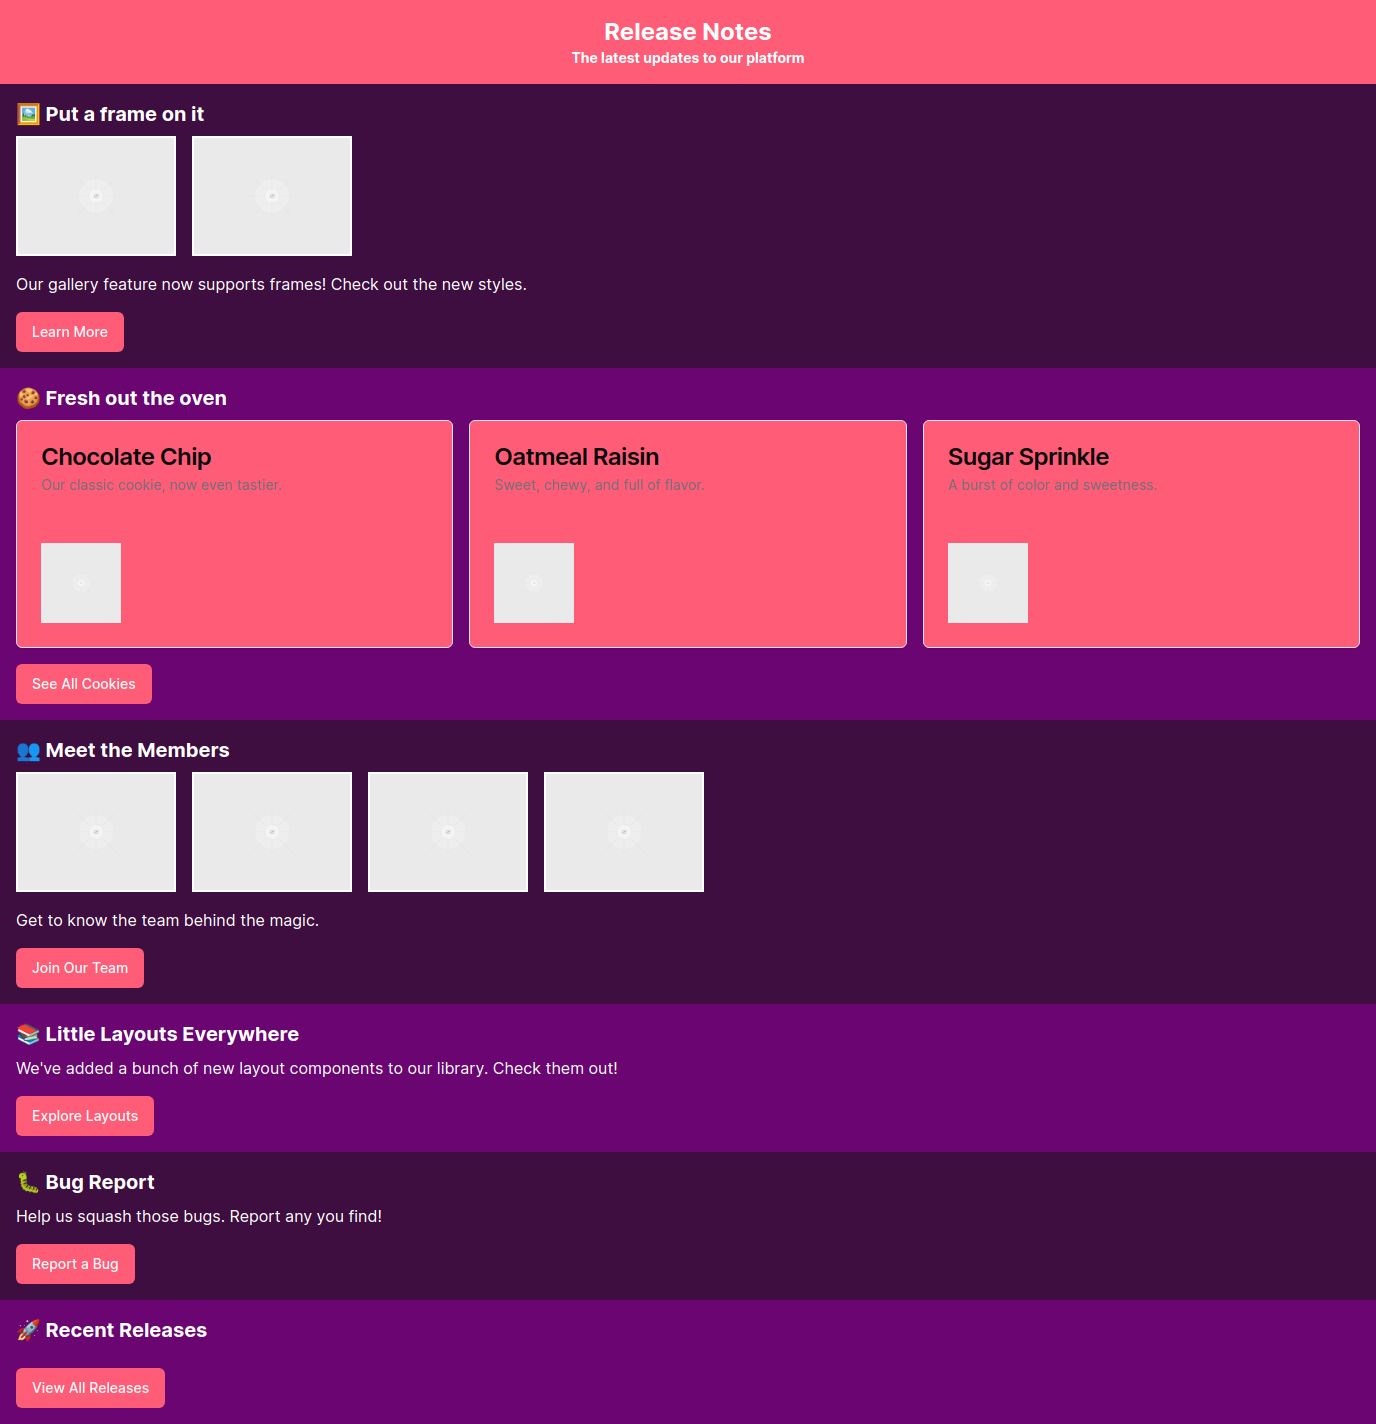 Release Notes
The latest updates to our platform
🖼️ Put a frame on it
Our gallery feature now supports frames! Check out the new styles.
Learn More
🍪 Fresh out the oven
Chocolate Chip
Our classic cookie, now even tastier.
Oatmeal Raisin
Sweet, chewy, and full of flavor.
Sugar Sprinkle
A burst of color and sweetness.
See All Cookies
👥 Meet the Members
Get to know the team behind the magic.
Join Our Team
📚 Little Layouts Everywhere
We've added a bunch of new layout components to our library. Check them out!
Explore Layouts
🐛 Bug Report
Help us squash those bugs. Report any you find!
Report a Bug
🚀 Recent Releases
View All Releases